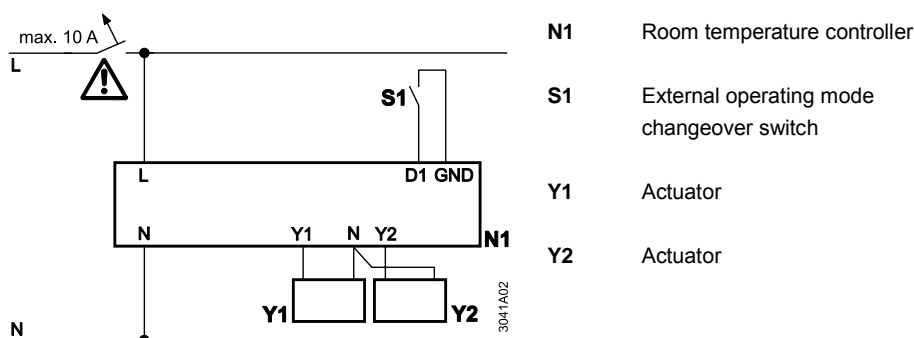 max. 10 A
L
S1
L
D1 GND
N
Y1 N Y2
N1
Y1
Y2
3041A02
N
N1 Room temperature controller
S1 External operating mode
changeover switch
Y1 Actuator
Y2 Actuator